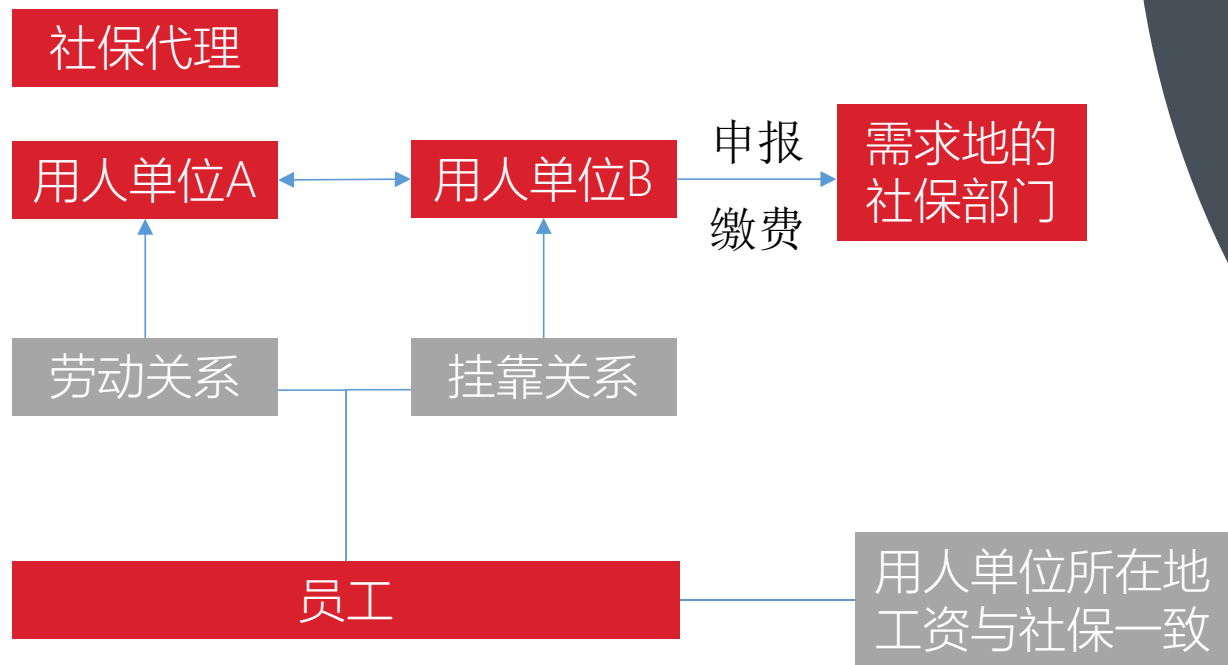 社保代理
用人单位A
用人单位B
申报
缴费
需求地的
社保部门
劳动关系
挂靠关系
员工
用人单位所在地
工资与社保一致